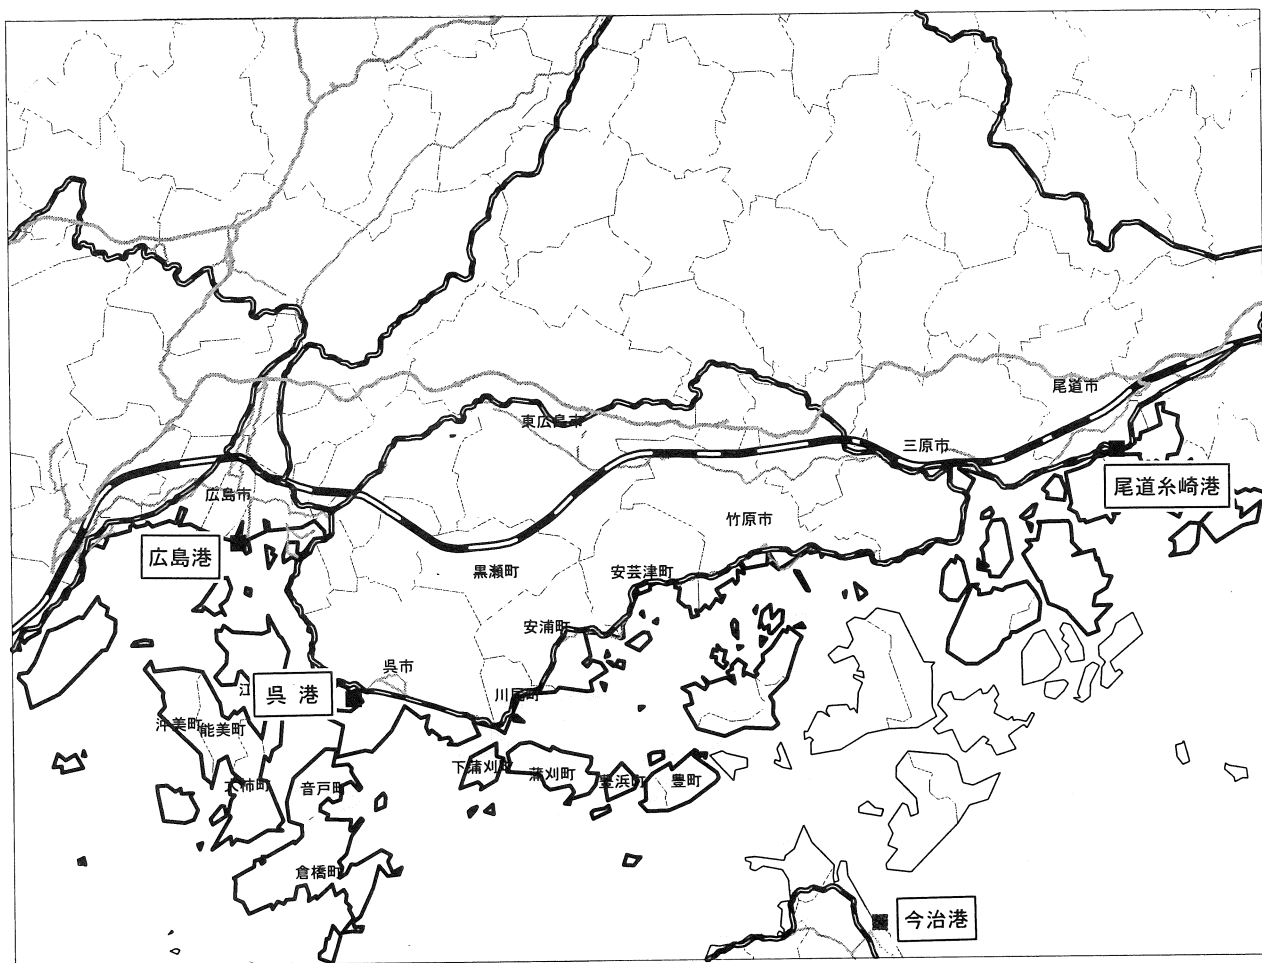 尾道市
東広島市
三原市
尾道糸崎港
広島市
竹原市
広島港
黒瀬町
安芸津町
安浦町
呉市
呉港
川尻町
沖美町
能美町
下蒲刈町
蒲刈町
豊浜町
豊町
大柿町
音戸町
倉橋町
今治港